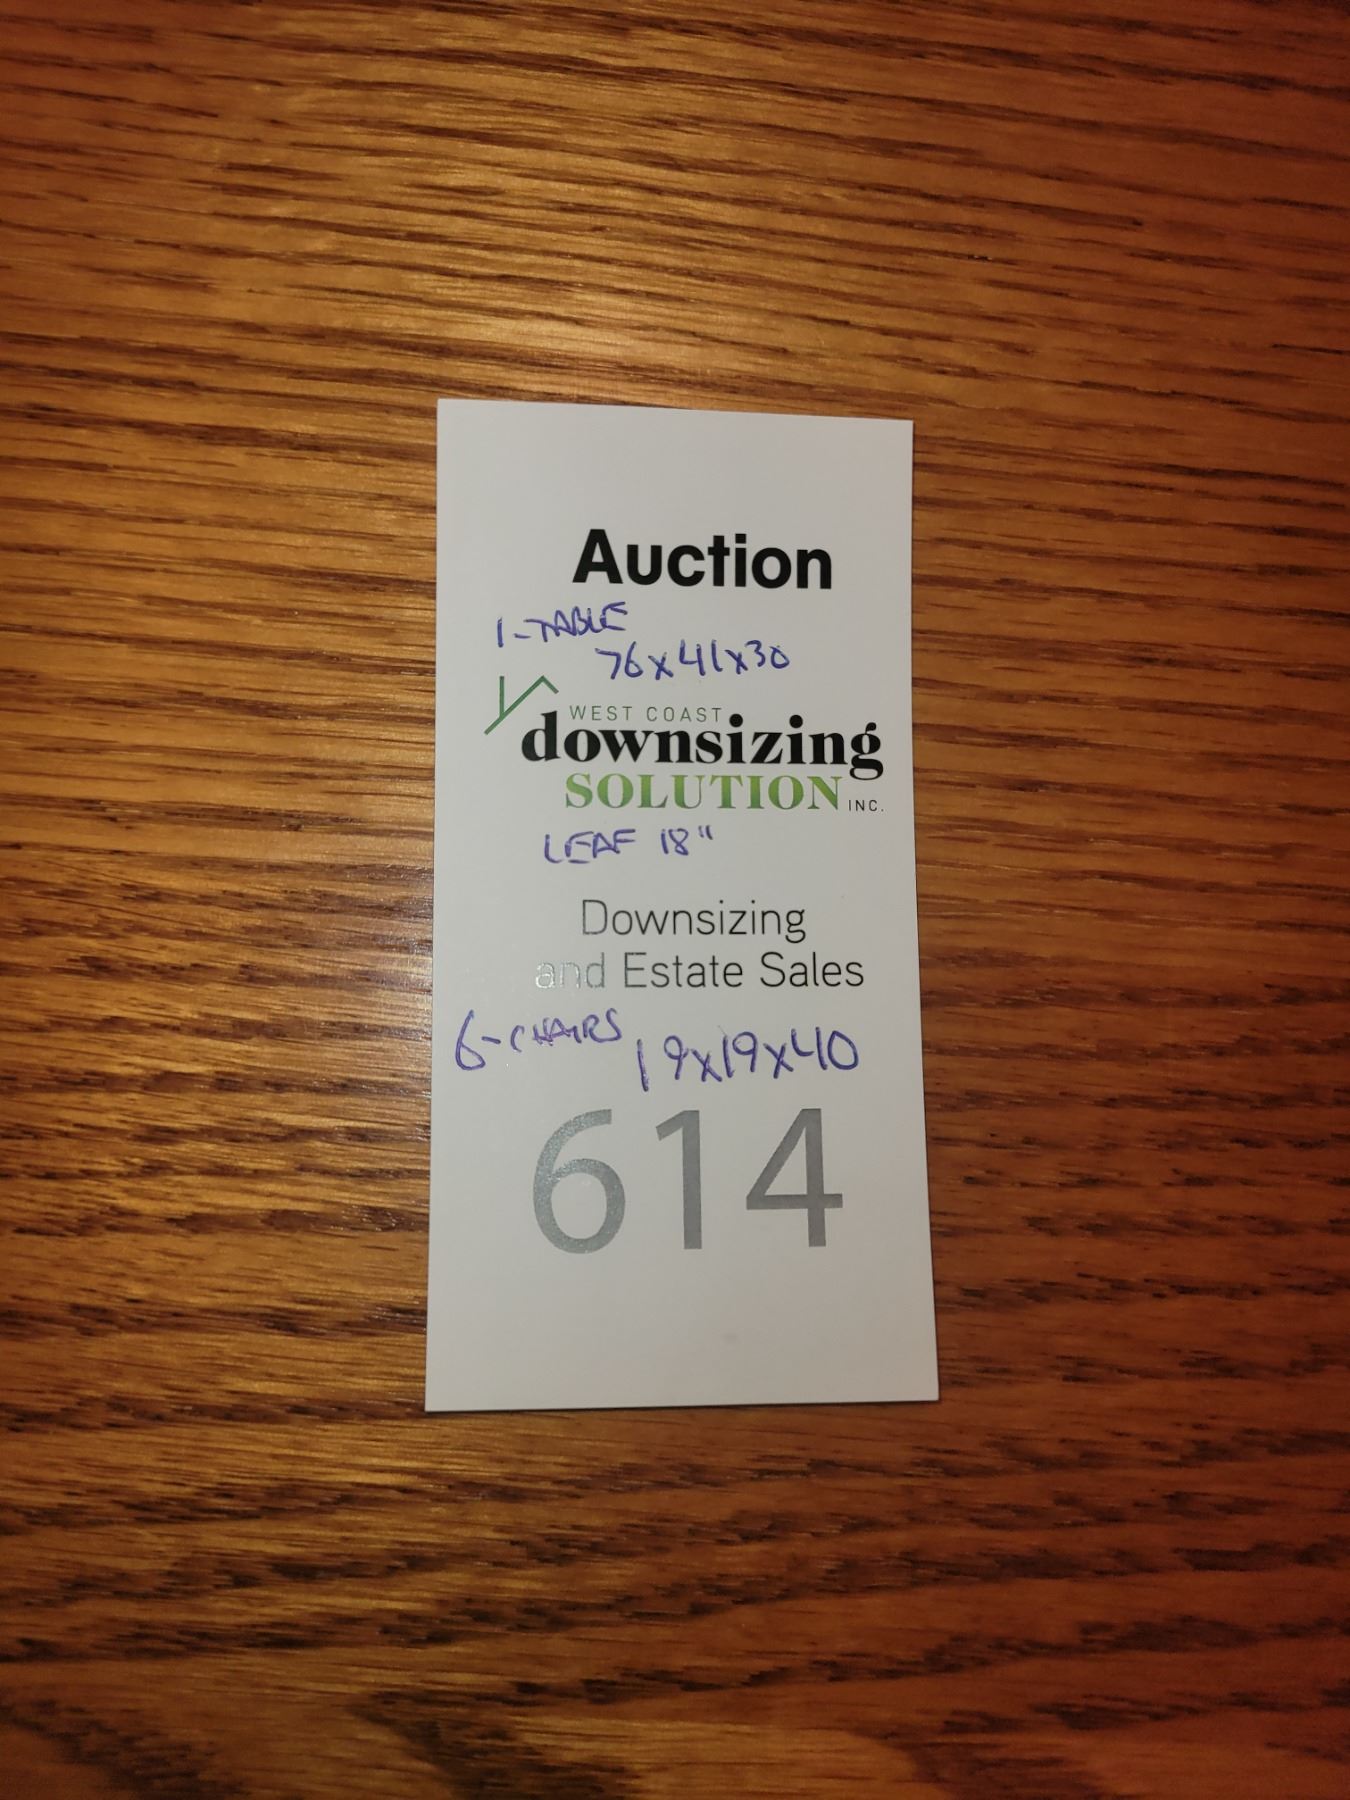 Auction
1-TABLE
76x41x30
WEST COAST
downsizing
SOLUTION INC.
LEAF 18"
Downsizing
and Estate Sales
6-CHAIRS 19x19x40
614